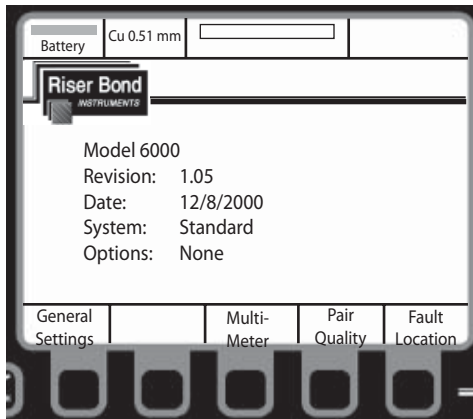 Battery
Cu 0.51 mm
Riser Bond
INSTRUMENTS
Model 6000
Revision: 1.05
Date: 12/8/2000
System: Standard
Options: None
General
Settings
Multi-
Meter
Pair
Quality
Fault
Location